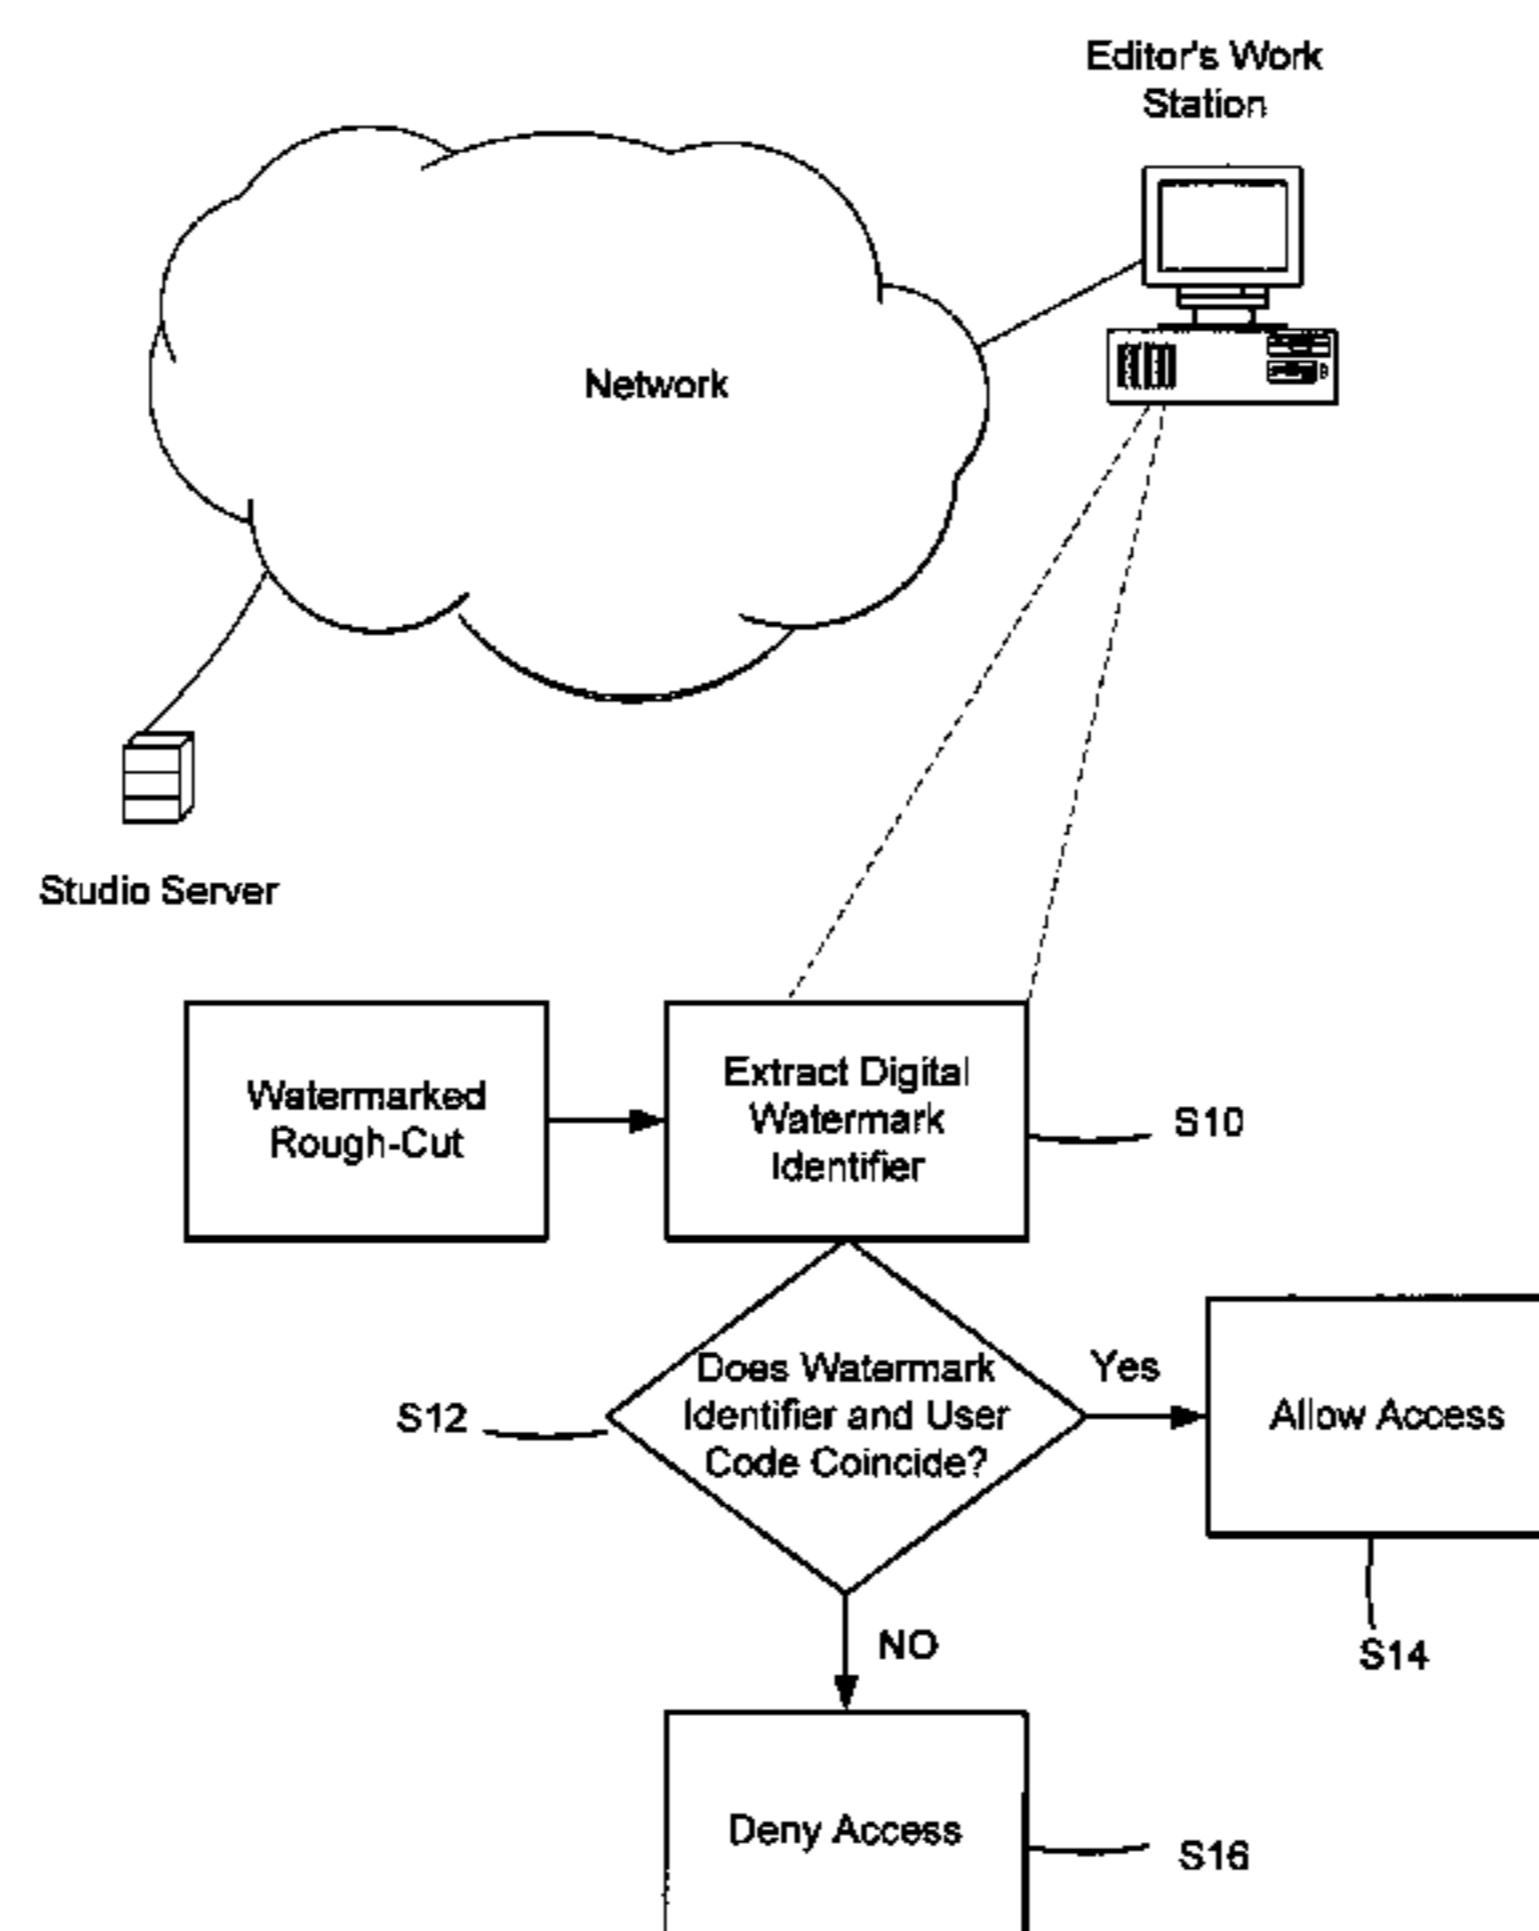 Editor's Work
Station
Network
Studio Server
Watermarked
Rough-Cut
Extract Digital
Watermark
Identifier
S10
Does Watermark
Identifier and User
Code Coincide?
S12
Yes
Allow Access
S14
NO
Deny Access
S16